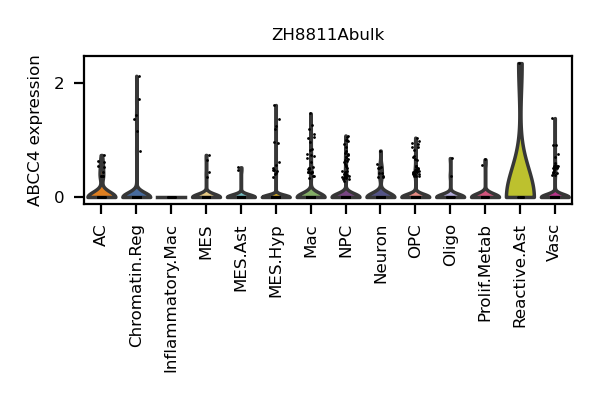 ZH8811Abulk
ABCC4 expression
2
0
AC
Chromatin.Reg
Inflammatory.Mac
MES
MES.Ast
MES.Hyp
Mac
NPC
Neuron
OPC
Oligo
Prolif.Metab
Reactive.Ast
Vasc